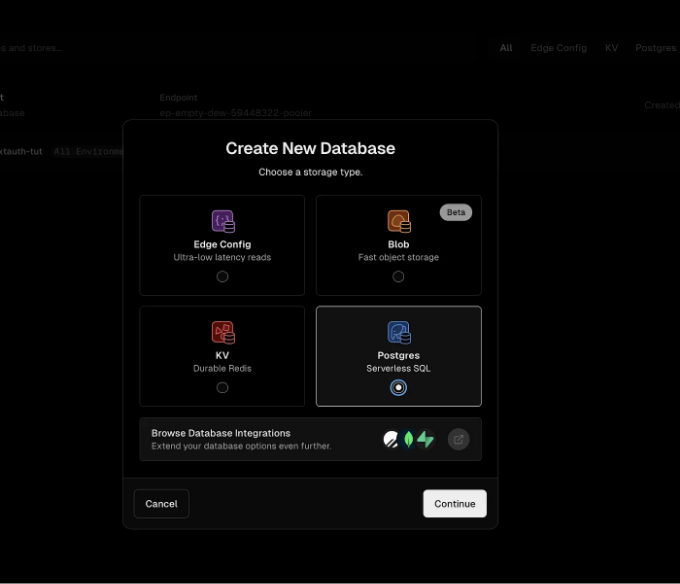 s and stores...
All Edge Config KV Postgres
t
Endpoint
abase
ep-empty-dew-59448322-pooler
Created
xtauth-tut
All Environme
Create New Database
Choose a storage type.
Edge Config
Ultra-low latency reads
Beta
Blob
Fast object storage
KV
Durable Redis
Postgres
Serverless SQL
Browse Database Integrations
Extend your database options even further.
Cancel
Continue